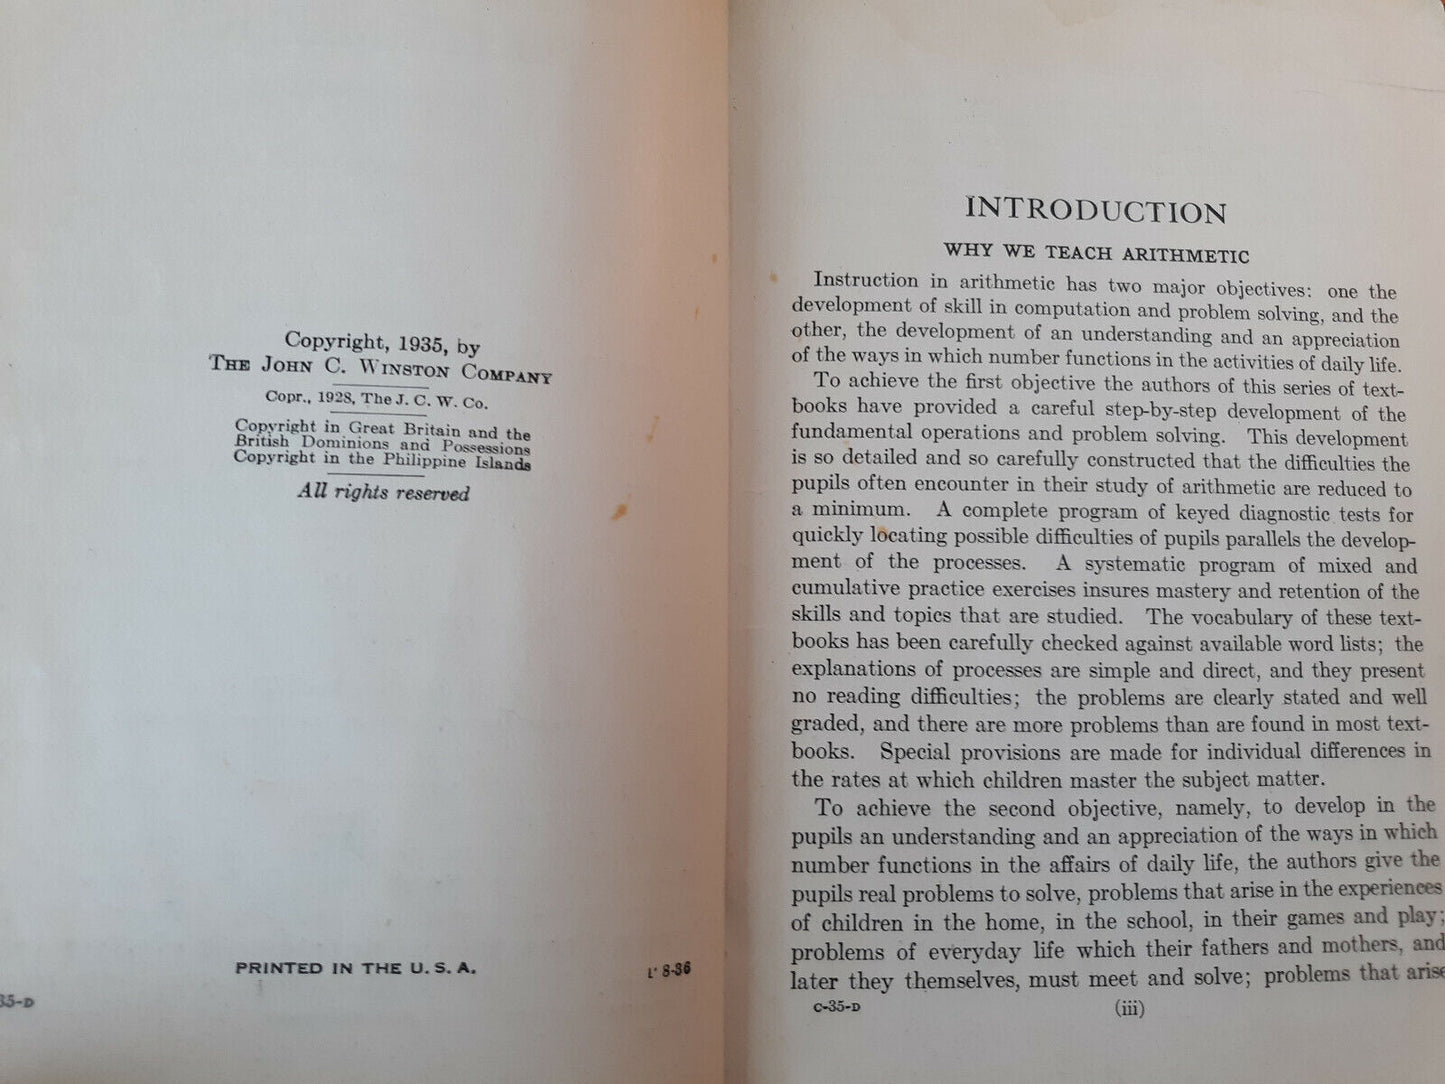 Copyright, 1935, by
THE JOHN C. WINSTON COMPANY
Copr., 1928, The J. C. W. Co.
Copyright in Great Britain and the
British Dominions and Possessions
Copyright in the Philippine Islands
All rights reserved
PRINTED IN THE U. S. A.
L' 8-36
35-D
INTRODUCTION
WHY WE TEACH ARITHMETIC
Instruction in arithmetic has two major objectives: one the
development of skill in computation and problem solving, and the
other, the development of an understanding and an appreciation
of the ways in which number functions in the activities of daily life.
To achieve the first objective the authors of this series of text-
books have provided a careful step-by-step development of the
fundamental operations and problem solving. This development
is so detailed and so carefully constructed that the difficulties the
pupils often encounter in their study of arithmetic are reduced to
a minimum. A complete program of keyed diagnostic tests for
quickly locating possible difficulties of pupils parallels the develop-
ment of the processes. A systematic program of mixed and
cumulative practice exercises insures mastery and retention of the
skills and topics that are studied. The vocabulary of these text-
books has been carefully checked against available word lists; the
explanations of processes are simple and direct, and they present
no reading difficulties; the problems are clearly stated and well
graded, and there are more problems than are found in most text-
books. Special provisions are made for individual differences in
the rates at which children master the subject matter.
To achieve the second objective, namely, to develop in the
pupils an understanding and an appreciation of the ways in which
number functions in the affairs of daily life, the authors give the
pupils real problems to solve, problems that arise in the experiences
of children in the home, in the school, in their games and play;
problems of everyday life which their fathers and mothers, and
later they themselves, must meet and solve; problems that arise
C-35-D
(iii)